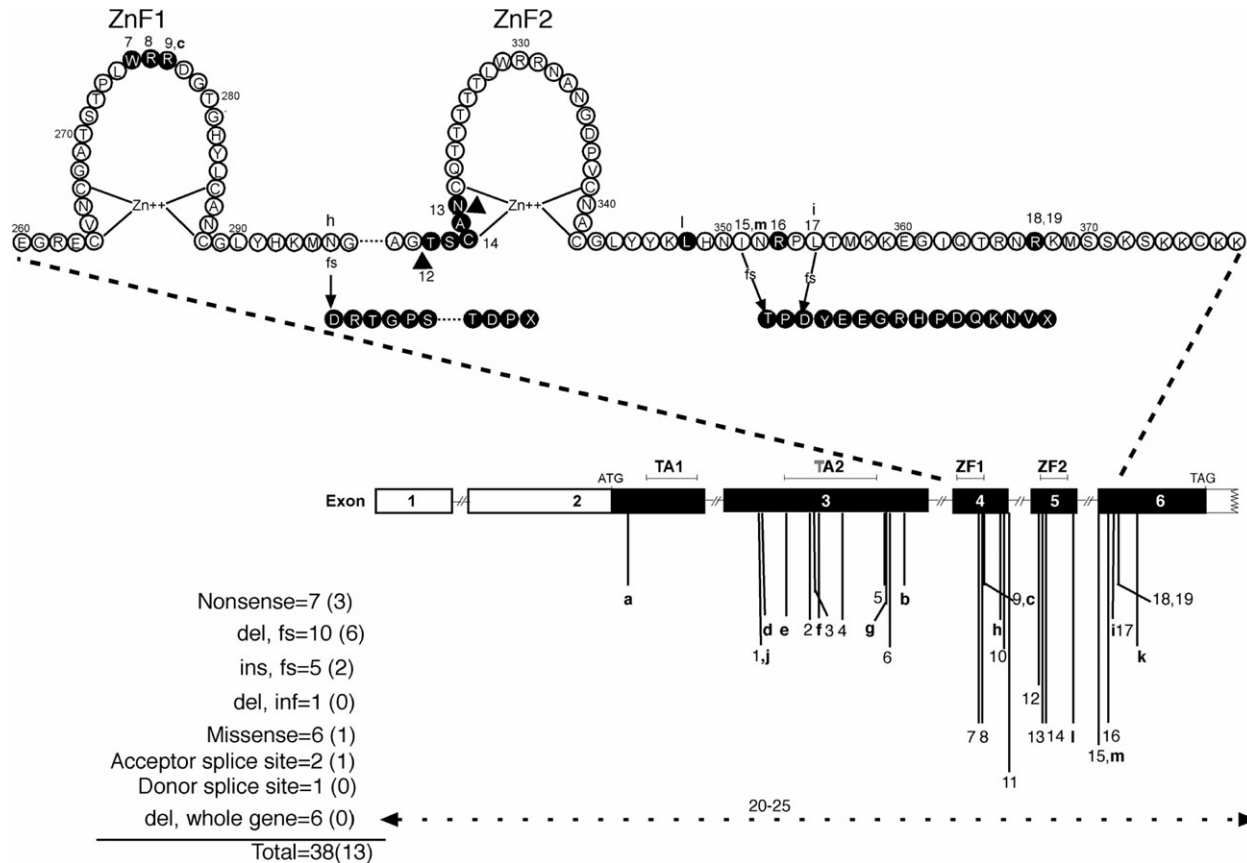 ZnF1
ZnF2
7 8 9,c
W R R
L D
P G
T T 280
S G
T H
270
A Y
G L
C Zn++ C
N A
V N
260 E G R E C
C G L Y H K M N G
290
h
A G T S C
A
N
13
14
12
C
Q
T
T
T
T
T
L
W R R N
330
A
N
G
D
P
V
C
N 340
A
C
Zn++
G L Y Y K L H N I N R P L T M K K E G I Q T R N R K M S S K S K K C K K
l
350
15,m 16
i
17
360
18,19
370
fs
fs
fs
D R T G P S T D P X
T P D Y E E G R H P D Q K N V X
ATG TA1 TA2 ZF1 ZF2 TAG
Exon 1 2 3 4 5 6
a
5 b
9,c
18,19
d e 2 f 3 4 g
h
i 17
1,j
6
10
k
12
7 8
13 14 l
16
15,m
11
20-25
Nonsense=7 (3)
del, fs=10 (6)
ins, fs=5 (2)
del, inf=1 (0)
Missense=6 (1)
Acceptor splice site=2 (1)
Donor splice site=1 (0)
del, whole gene=6 (0)
Total=38(13)